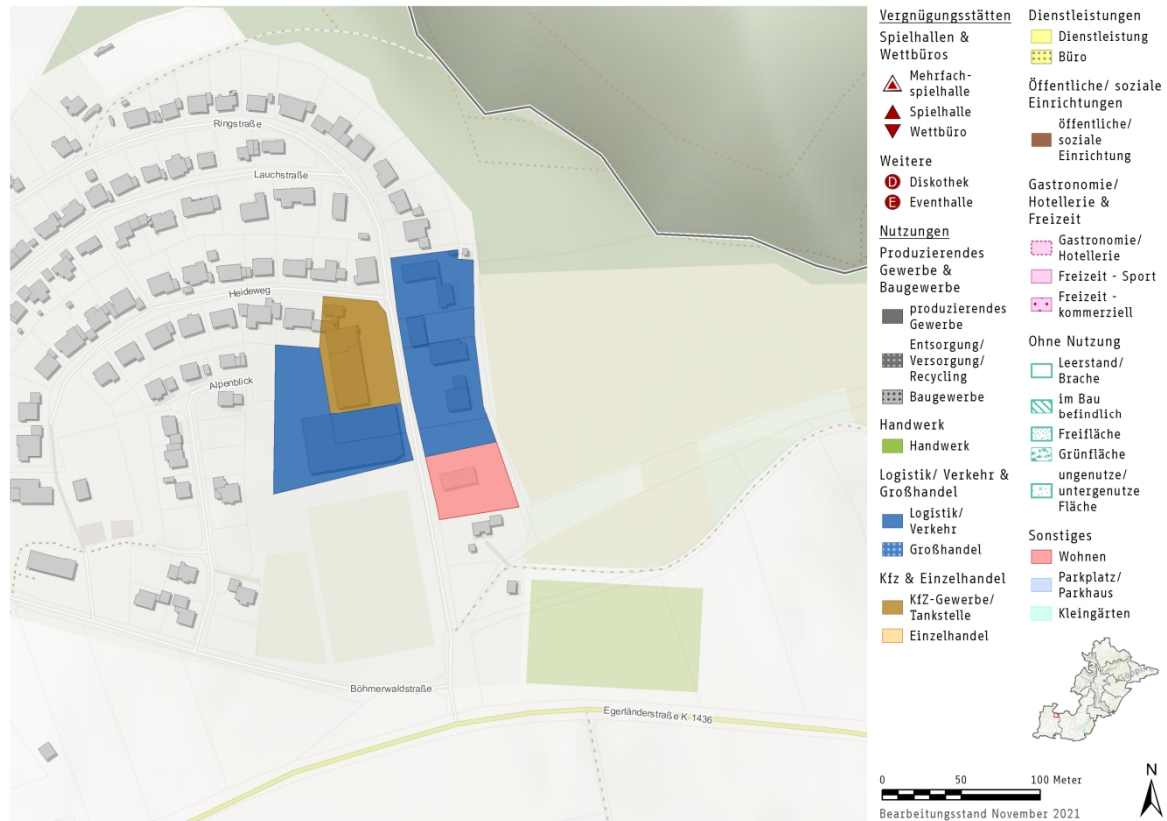 Ringstraße
Lauchstraße
Heideweg
Alpenblick
Böhmerwaldstraße
Egerländerstraße K 1436
Vergnügungsstätten
Spielhallen &
Wettbüros
Mehrfach-
spielhalle
Spielhalle
Wettbüro
Weitere
D Diskothek
E Eventhalle
Nutzungen
Produzierendes
Gewerbe &
Baugewerbe
produzierendes
Gewerbe
Entsorgung/
Versorgung/
Recycling
Baugewerbe
Handwerk
Handwerk
Logistik/ Verkehr &
Großhandel
Logistik/
Verkehr
Großhandel
Kfz & Einzelhandel
KfZ-Gewerbe/
Tankstelle
Einzelhandel
Dienstleistungen
Dienstleistung
Büro
Öffentliche/ soziale
Einrichtungen
öffentliche/
soziale
Einrichtung
Gastronomie/
Hotellerie &
Freizeit
Gastronomie/
Hotellerie
Freizeit - Sport
Freizeit -
kommerziell
Ohne Nutzung
Leerstand/
Brache
im Bau
befindlich
Freifläche
Grünfläche
ungenutze/
untergenutze
Fläche
Sonstiges
Wohnen
Parkplatz/
Parkhaus
Kleingärten
0 50 100 Meter
N
Bearbeitungsstand November 2021